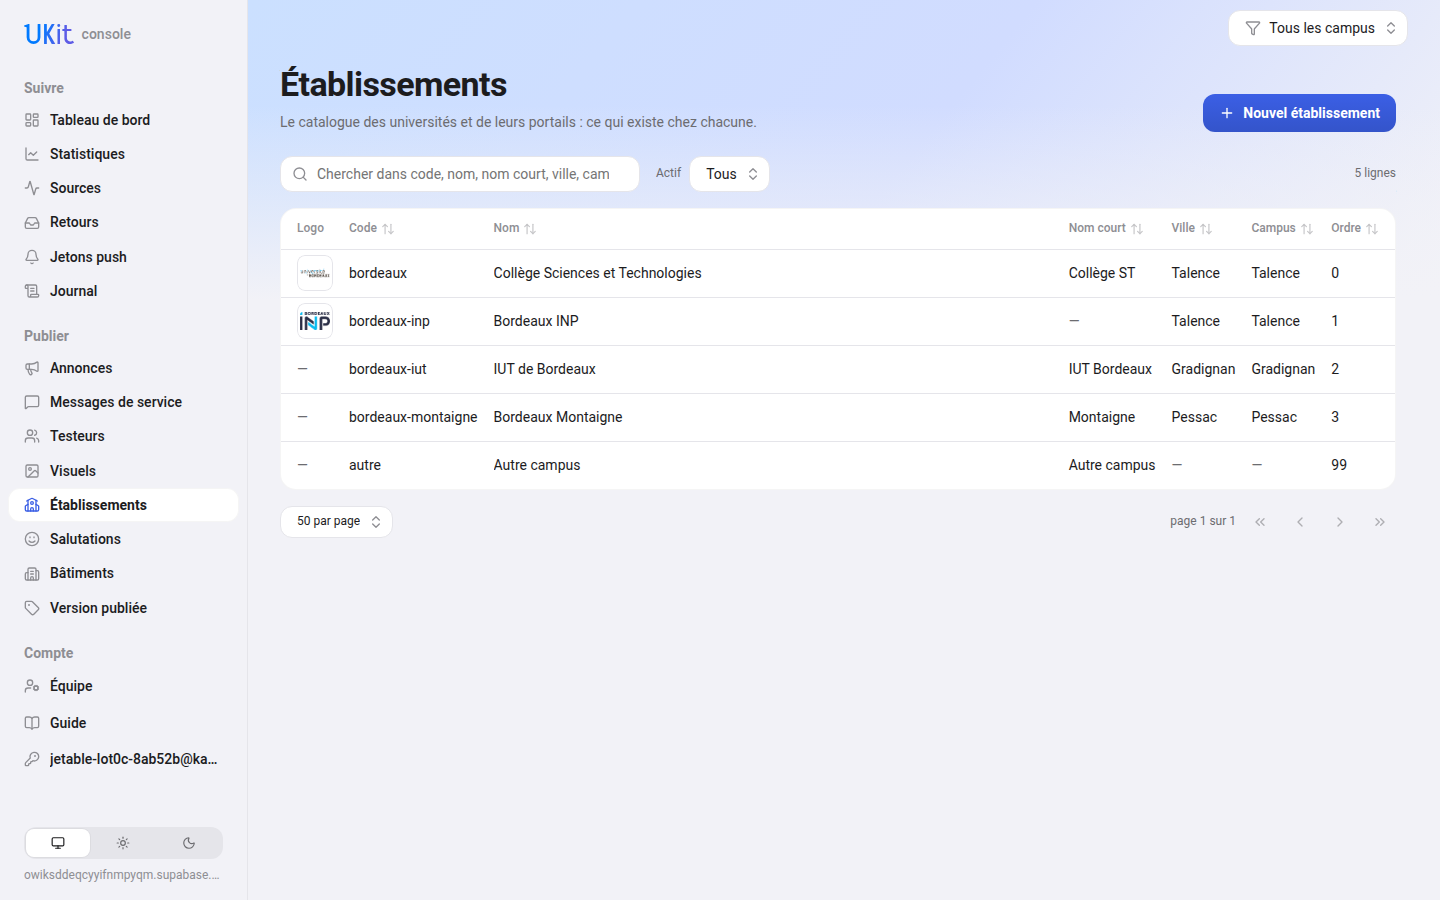 UKit console
Tous les campus
Suivre
Tableau de bord
Statistiques
Sources
Retours
Jetons push
Journal
Publier
Annonces
Messages de service
Testeurs
Visuels
Établissements
Salutations
Bâtiments
Version publiée
Compte
Équipe
Guide
jetable-lot0c-8ab52b@ka...
owiksddeqcyyifnmpyqm.supabase....
Établissements
Le catalogue des universités et de leurs portails : ce qui existe chez chacune.
Nouvel établissement
Chercher dans code, nom, nom court, ville, cam
Actif
Tous
5 lignes
Logo Code Nom Nom court Ville Campus Ordre
université BORDEAUX bordeaux Collège Sciences et Technologies Collège ST Talence Talence 0
BORDEAUX INP bordeaux-inp Bordeaux INP — Talence Talence 1
— bordeaux-iut IUT de Bordeaux IUT Bordeaux Gradignan Gradignan 2
— bordeaux-montaigne Bordeaux Montaigne Montaigne Pessac Pessac 3
— autre Autre campus Autre campus — — 99
50 par page
page 1 sur 1